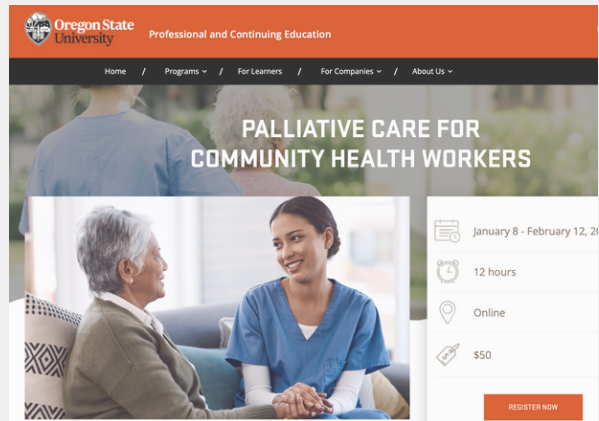 Oregon State
University
Professional and Continuing Education
Home / Programs / For Learners / For Companies / About Us
PALLIATIVE CARE FOR
COMMUNITY HEALTH WORKERS
January 8 - February 12, 20
12 hours
Online
$50
REGISTER NOW